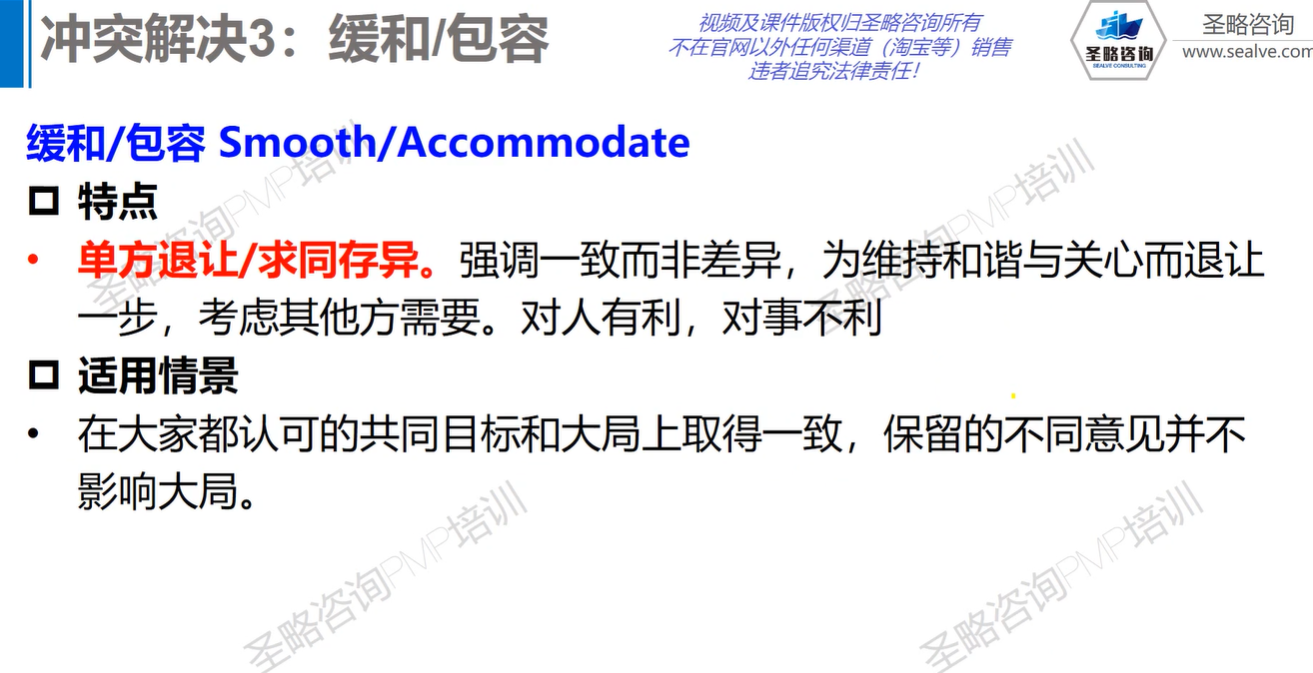 冲突解决3：缓和/包容
视频及课件版权归圣略咨询所有
不在官网以外任何渠道（淘宝等）销售
违者追究法律责任！
圣略咨询
SEALVE CONSULTING
圣略咨询
www.sealve.com
缓和/包容 Smooth/Accommodate
特点
• 单方退让/求同存异。强调一致而非差异，为维持和谐与关心而退让
一步，考虑其他方需要。对人有利，对事不利
适用情景
• 在大家都认可的共同目标和大局上取得一致，保留的不同意见并不
影响大局。
圣略咨询PMP培训
圣略咨询PMP培训
圣略咨询PMP培训
圣略咨询PMP培训